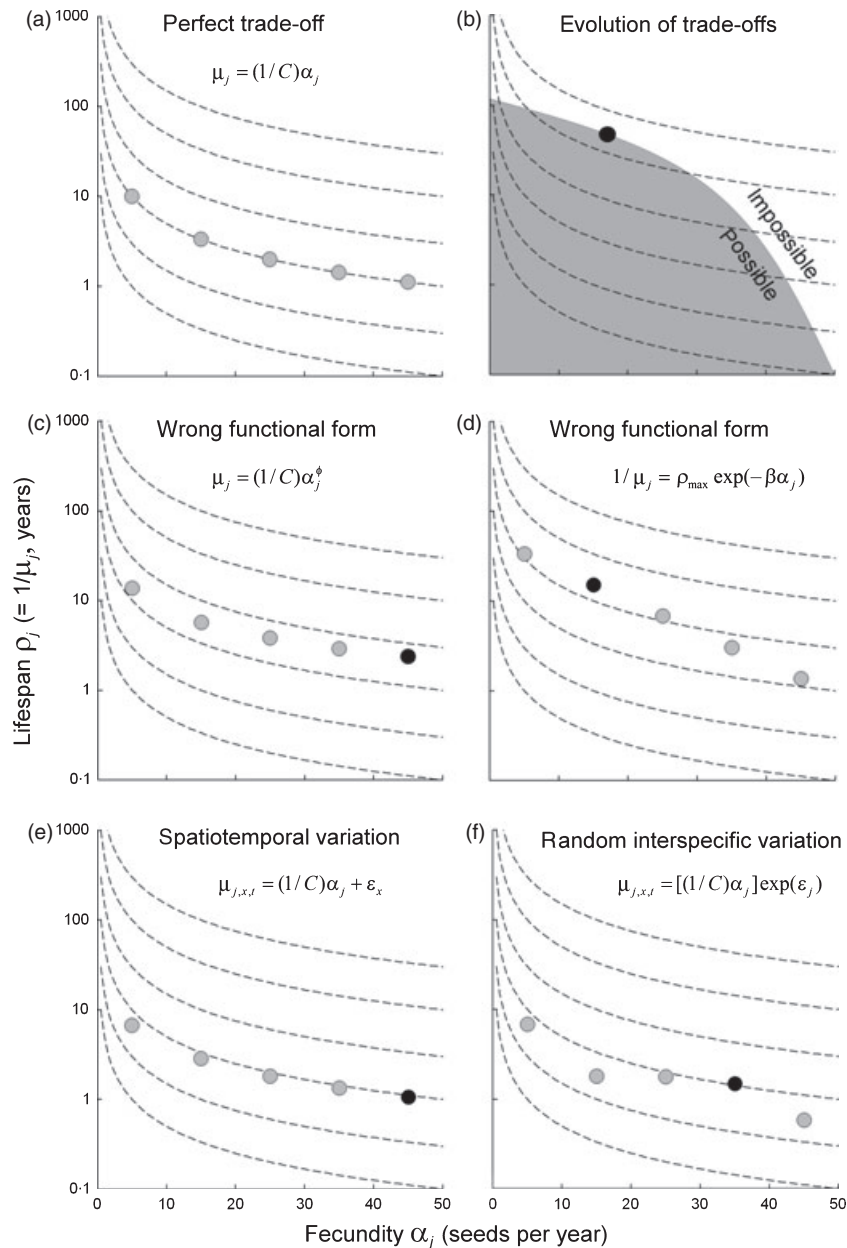 (a) Perfect trade-off
μj = (1/C)αj
1000
100
10
1
0·1
(b) Evolution of trade-offs
Impossible
Possible
(c) Wrong functional form
μj = (1/C)αjϕ
1000
100
10
1
0·1
(d) Wrong functional form
1/μj = ρmax exp(−βαj)
Lifespan ρj (= 1/μj, years)
(e) Spatiotemporal variation
μj,x,t = (1/C)αj + εx
1000
100
10
1
0·1
0 10 20 30 40 50
(f) Random interspecific variation
μj,x,t = [(1/C)αj]exp(εj)
0 10 20 30 40 50
Fecundity αj (seeds per year)